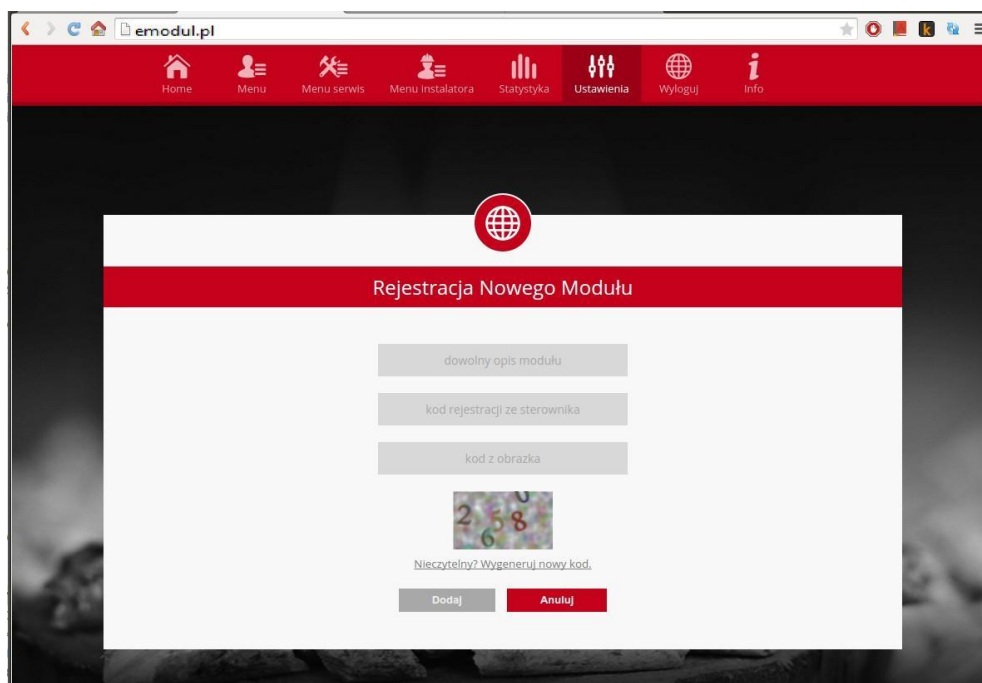 emodul.pl
Home Menu Menu serwis Menu instalatora Statystyka Ustawienia Wyloguj Info
Rejestracja Nowego Modułu
dowolny opis modułu
kod rejestracji ze sterownika
kod z obrazka
Nieczytelny? Wygeneruj nowy kod.
Dodaj Anuluj